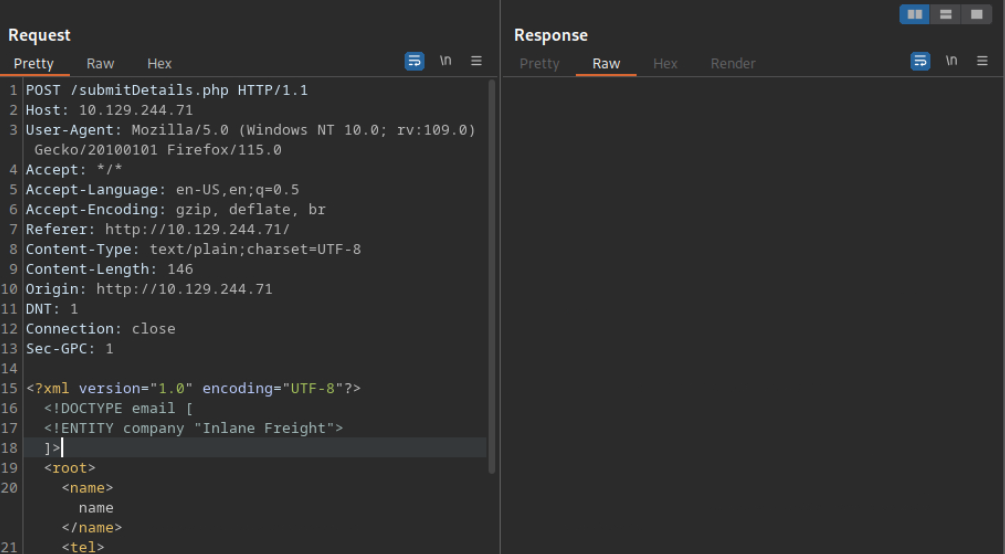 Request
Pretty Raw Hex \n
1 POST /submitDetails.php HTTP/1.1
2 Host: 10.129.244.71
3 User-Agent: Mozilla/5.0 (Windows NT 10.0; rv:109.0)
Gecko/20100101 Firefox/115.0
4 Accept: */*
5 Accept-Language: en-US,en;q=0.5
6 Accept-Encoding: gzip, deflate, br
7 Referer: http://10.129.244.71/
8 Content-Type: text/plain;charset=UTF-8
9 Content-Length: 146
10 Origin: http://10.129.244.71
11 DNT: 1
12 Connection: close
13 Sec-GPC: 1
14
15 <?xml version="1.0" encoding="UTF-8"?>
16 <!DOCTYPE email [
17 <!ENTITY company "Inlane Freight">
18 ]>
19 <root>
20 <name>
name
</name>
21 <tel>
Response
Pretty Raw Hex Render \n